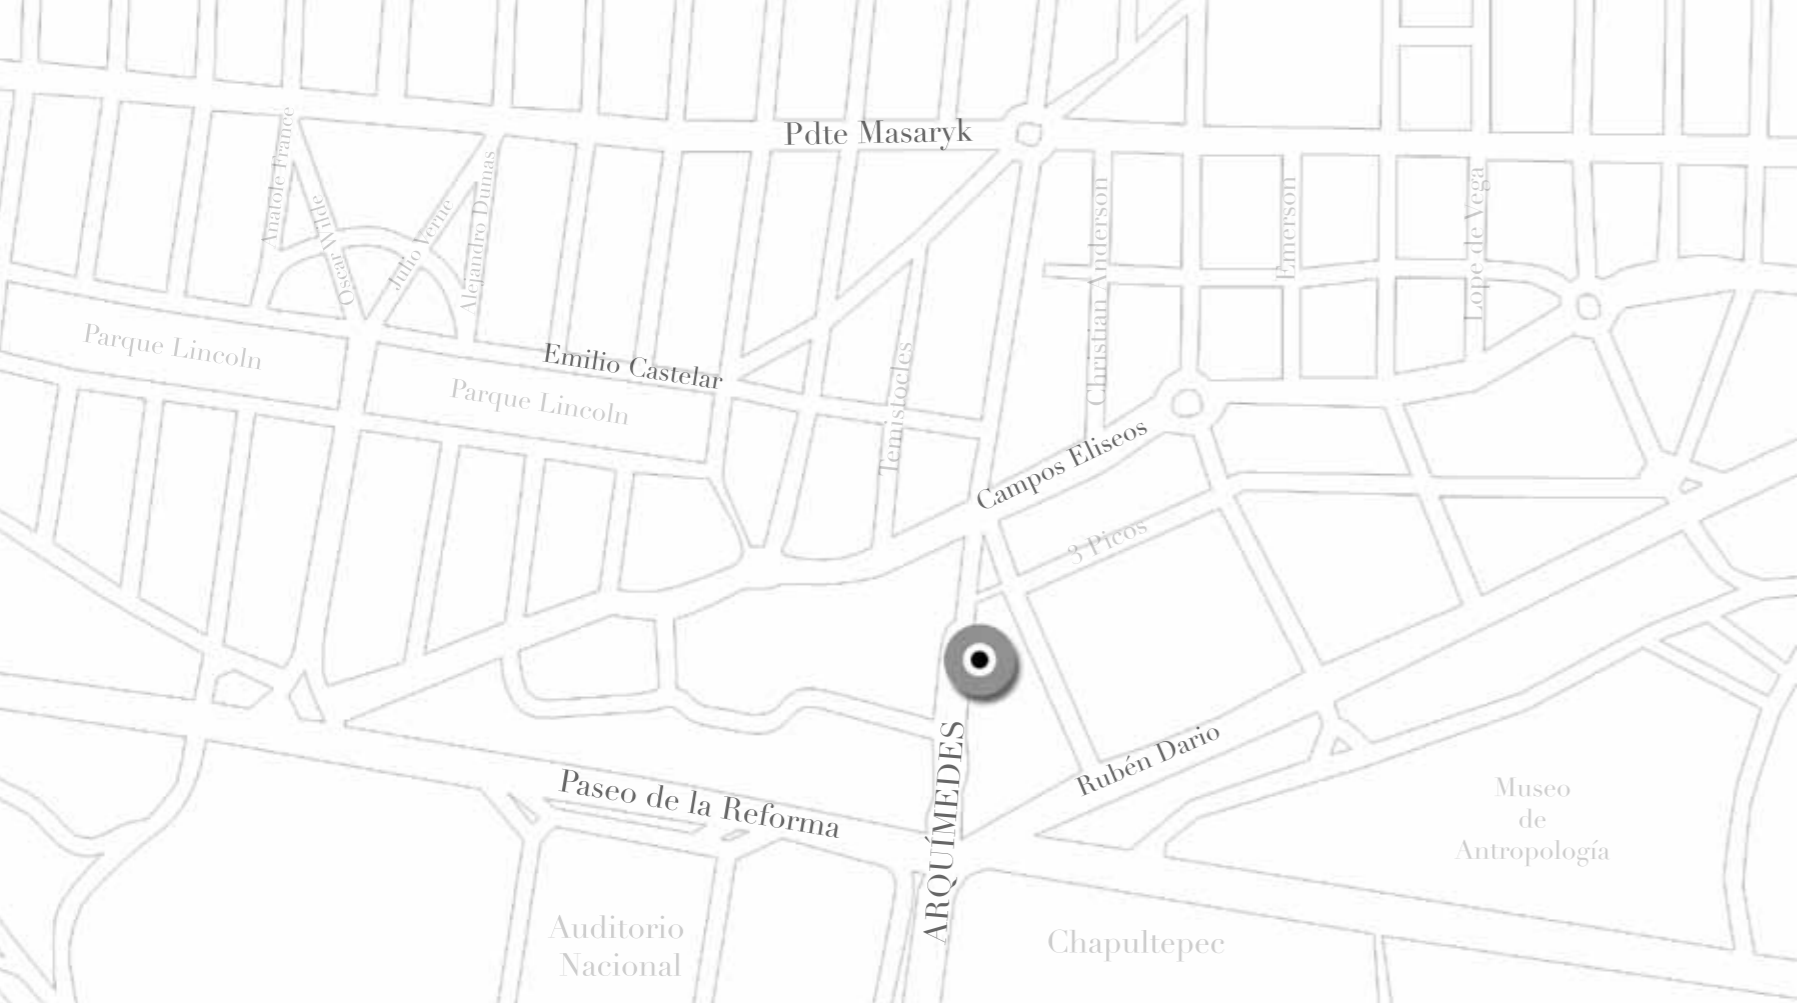 Pdte Masaryk
Anatole France
Oscar Wilde
Julio Verne
Alejandro Dumas
Christian Anderson
Emerson
Lope de Vega
Parque Lincoln
Emilio Castelar
Parque Lincoln
Temistocles
Campos Eliseos
3 Picos
Rubén Dario
ARQUÍMEDES
Paseo de la Reforma
Museo
de
Antropología
Auditorio
Nacional
Chapultepec